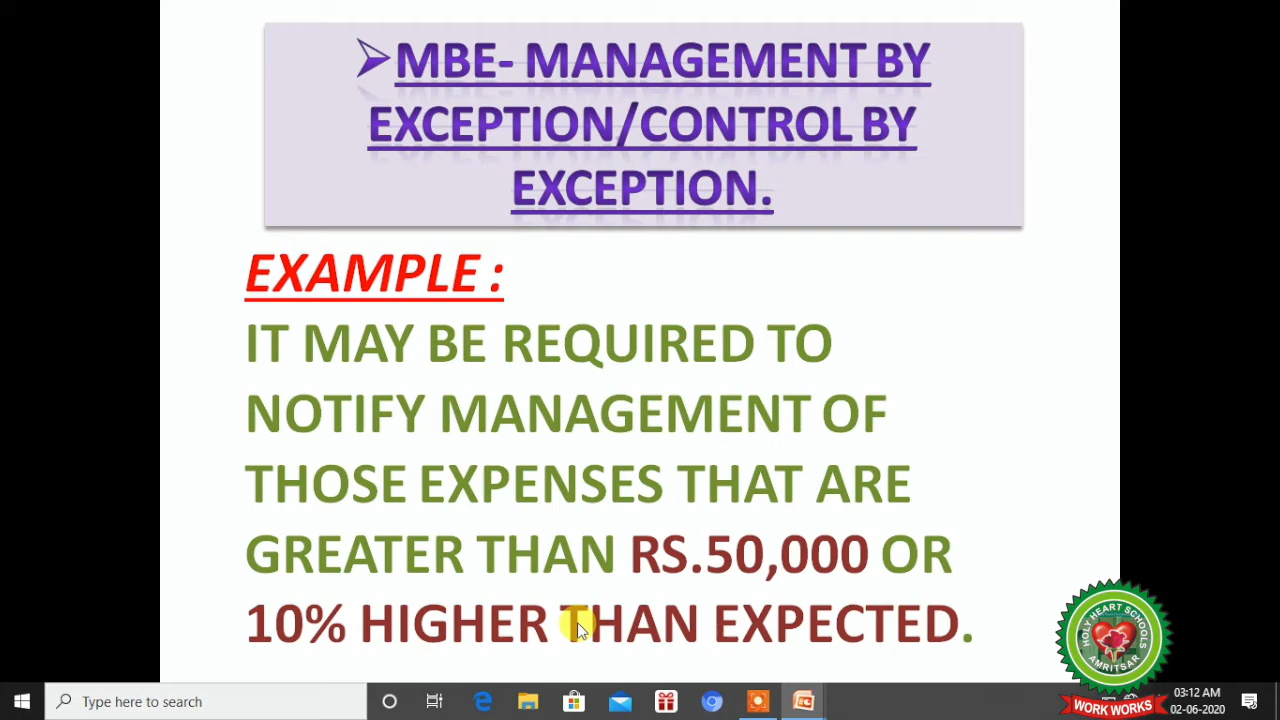 MBE- MANAGEMENT BY
EXCEPTION/CONTROL BY
EXCEPTION.
EXAMPLE :
IT MAY BE REQUIRED TO
NOTIFY MANAGEMENT OF
THOSE EXPENSES THAT ARE
GREATER THAN RS.50,000 OR
10% HIGHER THAN EXPECTED.
HOLY HEART SCHOOLS
AMRITSAR
WORK WORKS
Type here to search
03:12 AM
02-06-2020